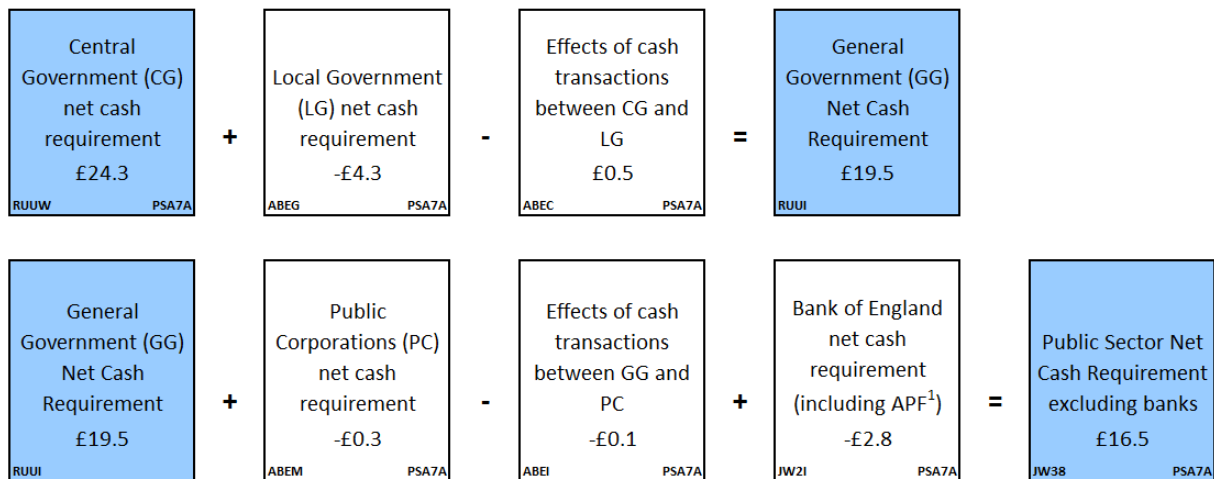 Central
Government (CG)
net cash
requirement
£24.3
RUUW PSA7A
+
Local Government
(LG) net cash
requirement
-£4.3
ABEG PSA7A
-
Effects of cash
transactions
between CG and
LG
£0.5
ABEC PSA7A
=
General
Government (GG)
Net Cash
Requirement
£19.5
RUUI
General
Government (GG)
Net Cash
Requirement
£19.5
RUUI
+
Public
Corporations (PC)
net cash
requirement
-£0.3
ABEM PSA7A
-
Effects of cash
transactions
between GG and
PC
-£0.1
ABEI PSA7A
+
Bank of England
net cash
requirement
(including APF¹)
-£2.8
JW2I PSA7A
=
Public Sector Net
Cash Requirement
excluding banks
£16.5
JW38 PSA7A